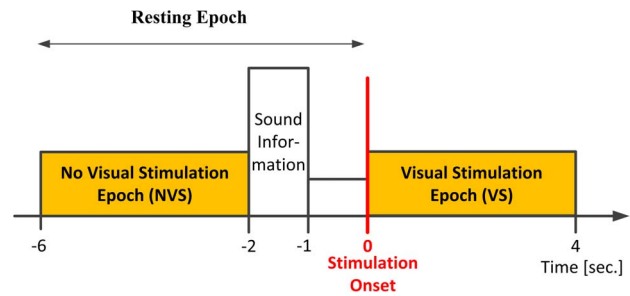 Resting Epoch
Sound
Infor-
mation
No Visual Stimulation
Epoch (NVS)
Visual Stimulation
Epoch (VS)
-6
-2
-1
0
4
Stimulation
Onset
Time [sec.]